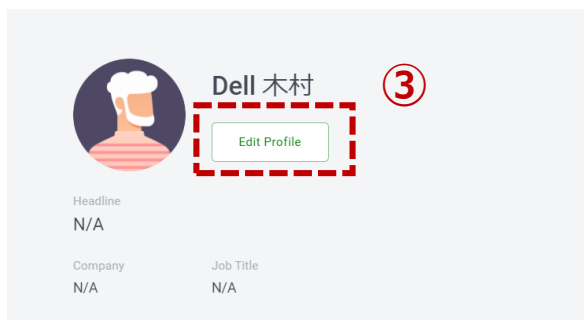 Dell 木村
③
Edit Profile
Headline
N/A
Company
Job Title
N/A
N/A